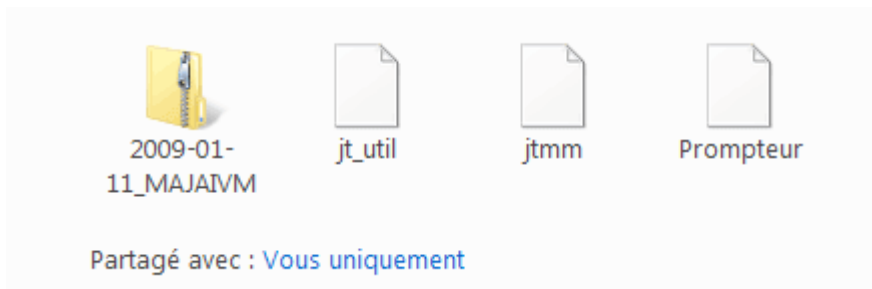 2009-01-
11_MAJAIVM
jt_util
jtmm
Prompteur
Partagé avec : Vous uniquement